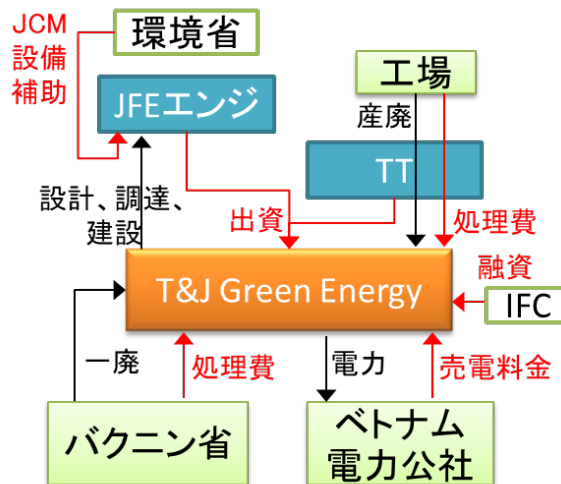 JCM
設備
補助
環境省
JFEエンジ
工場
産廃
TT
設計、調達、
建設
出資
処理費
融資
T&J Green Energy
IFC
一廃
処理費
電力
売電料金
バクニン省
ベトナム
電力公社